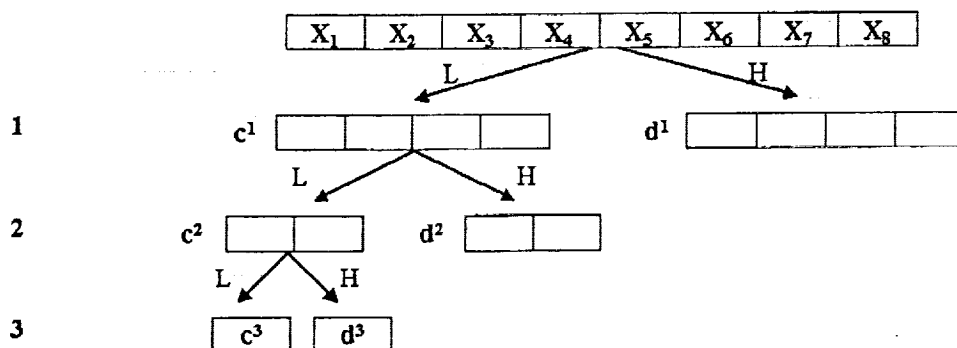 X₁ X₂ X₃ X₄ X₅ X₆ X₇ X₈
L H
1 c¹ d¹
L H
2 c² d²
L H
3 c³ d³